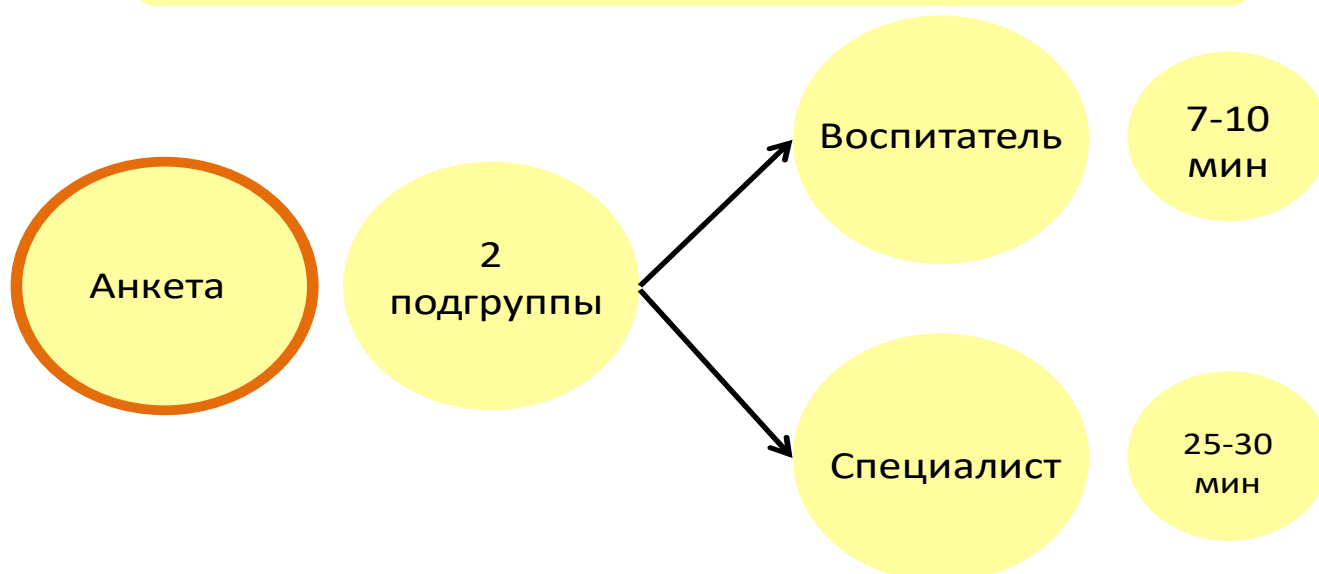 Анкета
2
подгруппы
Воспитатель
7-10
мин
Специалист
25-30
мин